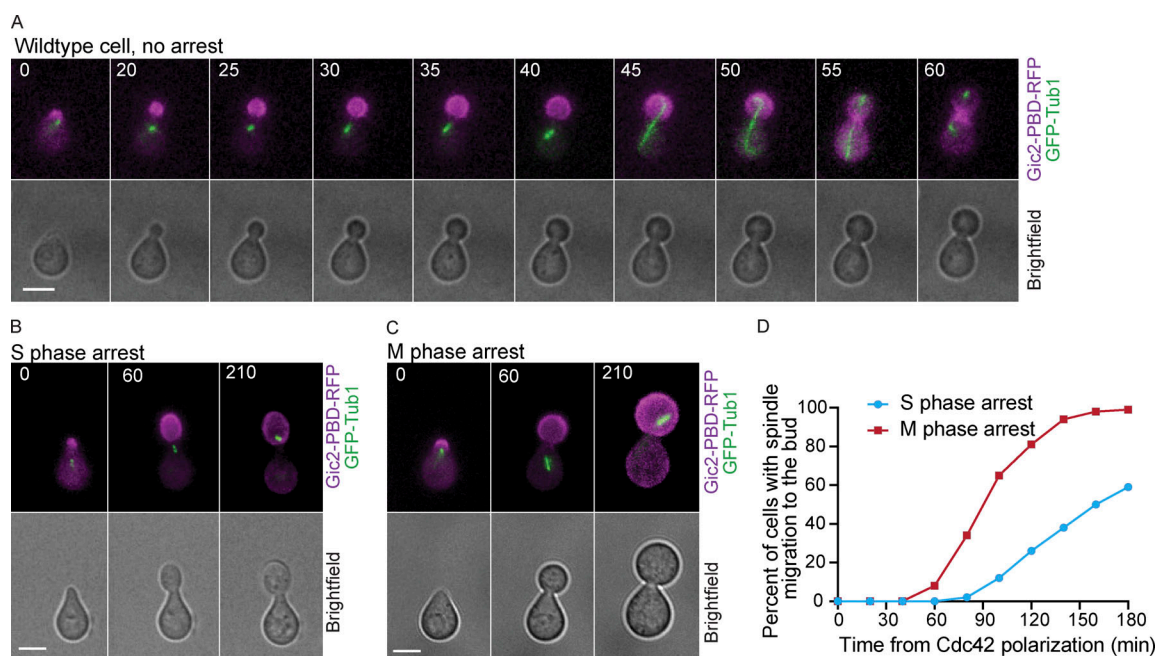 A
Wildtype cell, no arrest
0 20 25 30 35 40 45 50 55 60
Gic2-PBD-RFP
GFP-Tub1
Brightfield
B
S phase arrest
0 60 210
Gic2-PBD-RFP
GFP-Tub1
Brightfield
C
M phase arrest
0 60 210
Gic2-PBD-RFP
GFP-Tub1
Brightfield
D
S phase arrest
M phase arrest
Percent of cells with spindle
migration to the bud
100
80
60
40
20
0
0 30 60 90 120 150 180
Time from Cdc42 polarization (min)